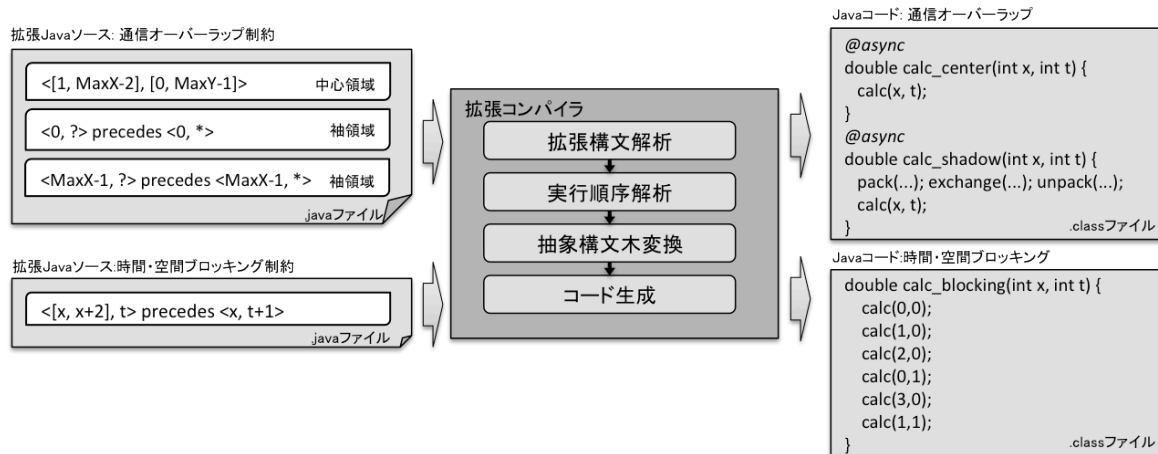 拡張Javaソース: 通信オーバーラップ制約
<[1, MaxX-2], [0, MaxY-1]> 中心領域
<0, ?> precedes <0, *> 袖領域
<MaxX-1, ?> precedes <MaxX-1, *> 袖領域
.javaファイル
拡張Javaソース:時間・空間ブロッキング制約
<[x, x+2], t> precedes <x, t+1>
.javaファイル
拡張コンパイラ
拡張構文解析
実行順序解析
抽象構文木変換
コード生成
Javaコード: 通信オーバーラップ
@async
double calc_center(int x, int t) {
calc(x, t);
}
@async
double calc_shadow(int x, int t) {
pack(...); exchange(...); unpack(...);
calc(x, t);
}
.classファイル
Javaコード:時間・空間ブロッキング
double calc_blocking(int x, int t) {
calc(0,0);
calc(1,0);
calc(2,0);
calc(0,1);
calc(3,0);
calc(1,1);
}
.classファイル